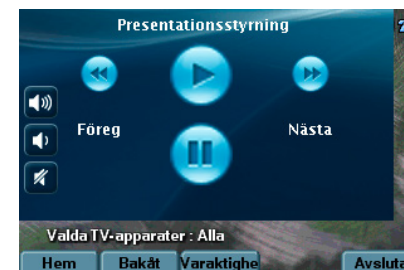 Presentationsstyrning
Föreg Nästa
Valda TV-apparater : Alla
Hem Bakåt Varaktighe Avsluta